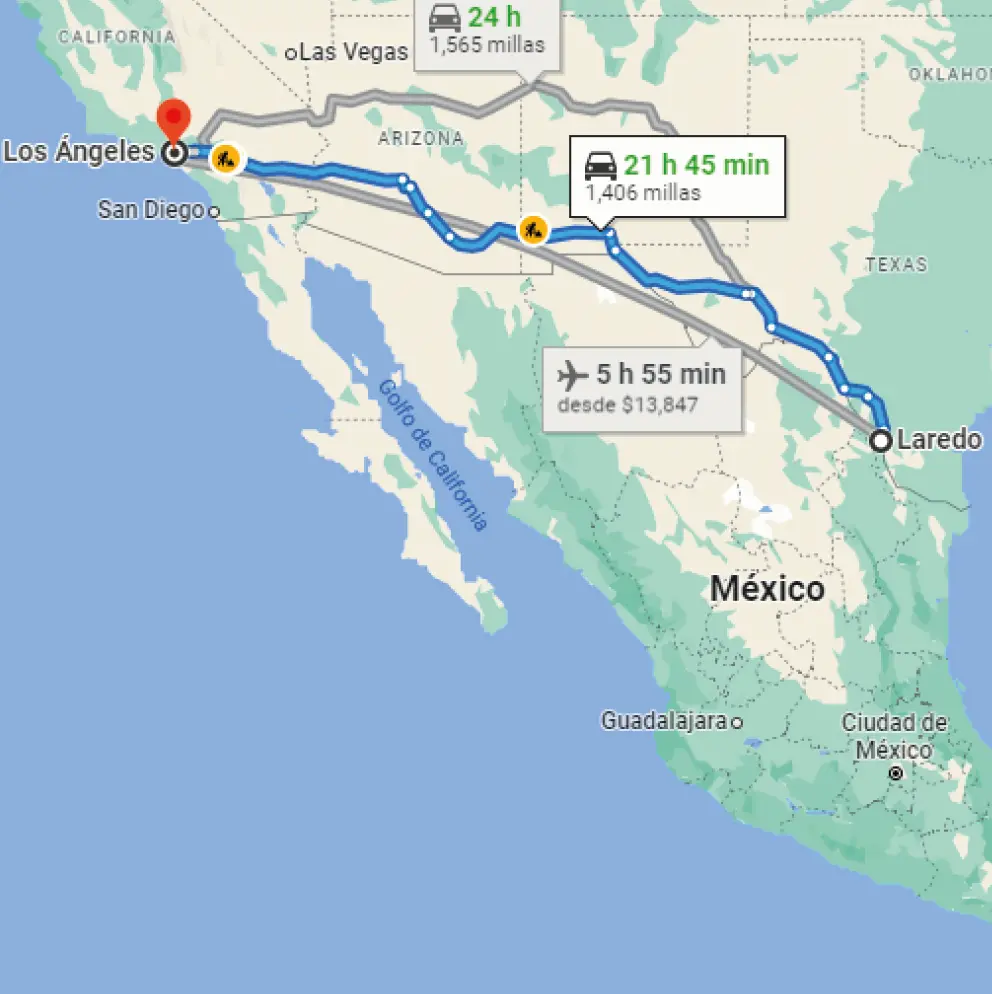 24 h
1,565 millas
CALIFORNIA
Las Vegas
OKLAHO
ARIZONA
Los Ángeles
21 h 45 min
1,406 millas
San Diego
TEXAS
5 h 55 min
desde $13,847
Golfo de California
Laredo
México
Guadalajara
Ciudad de
México